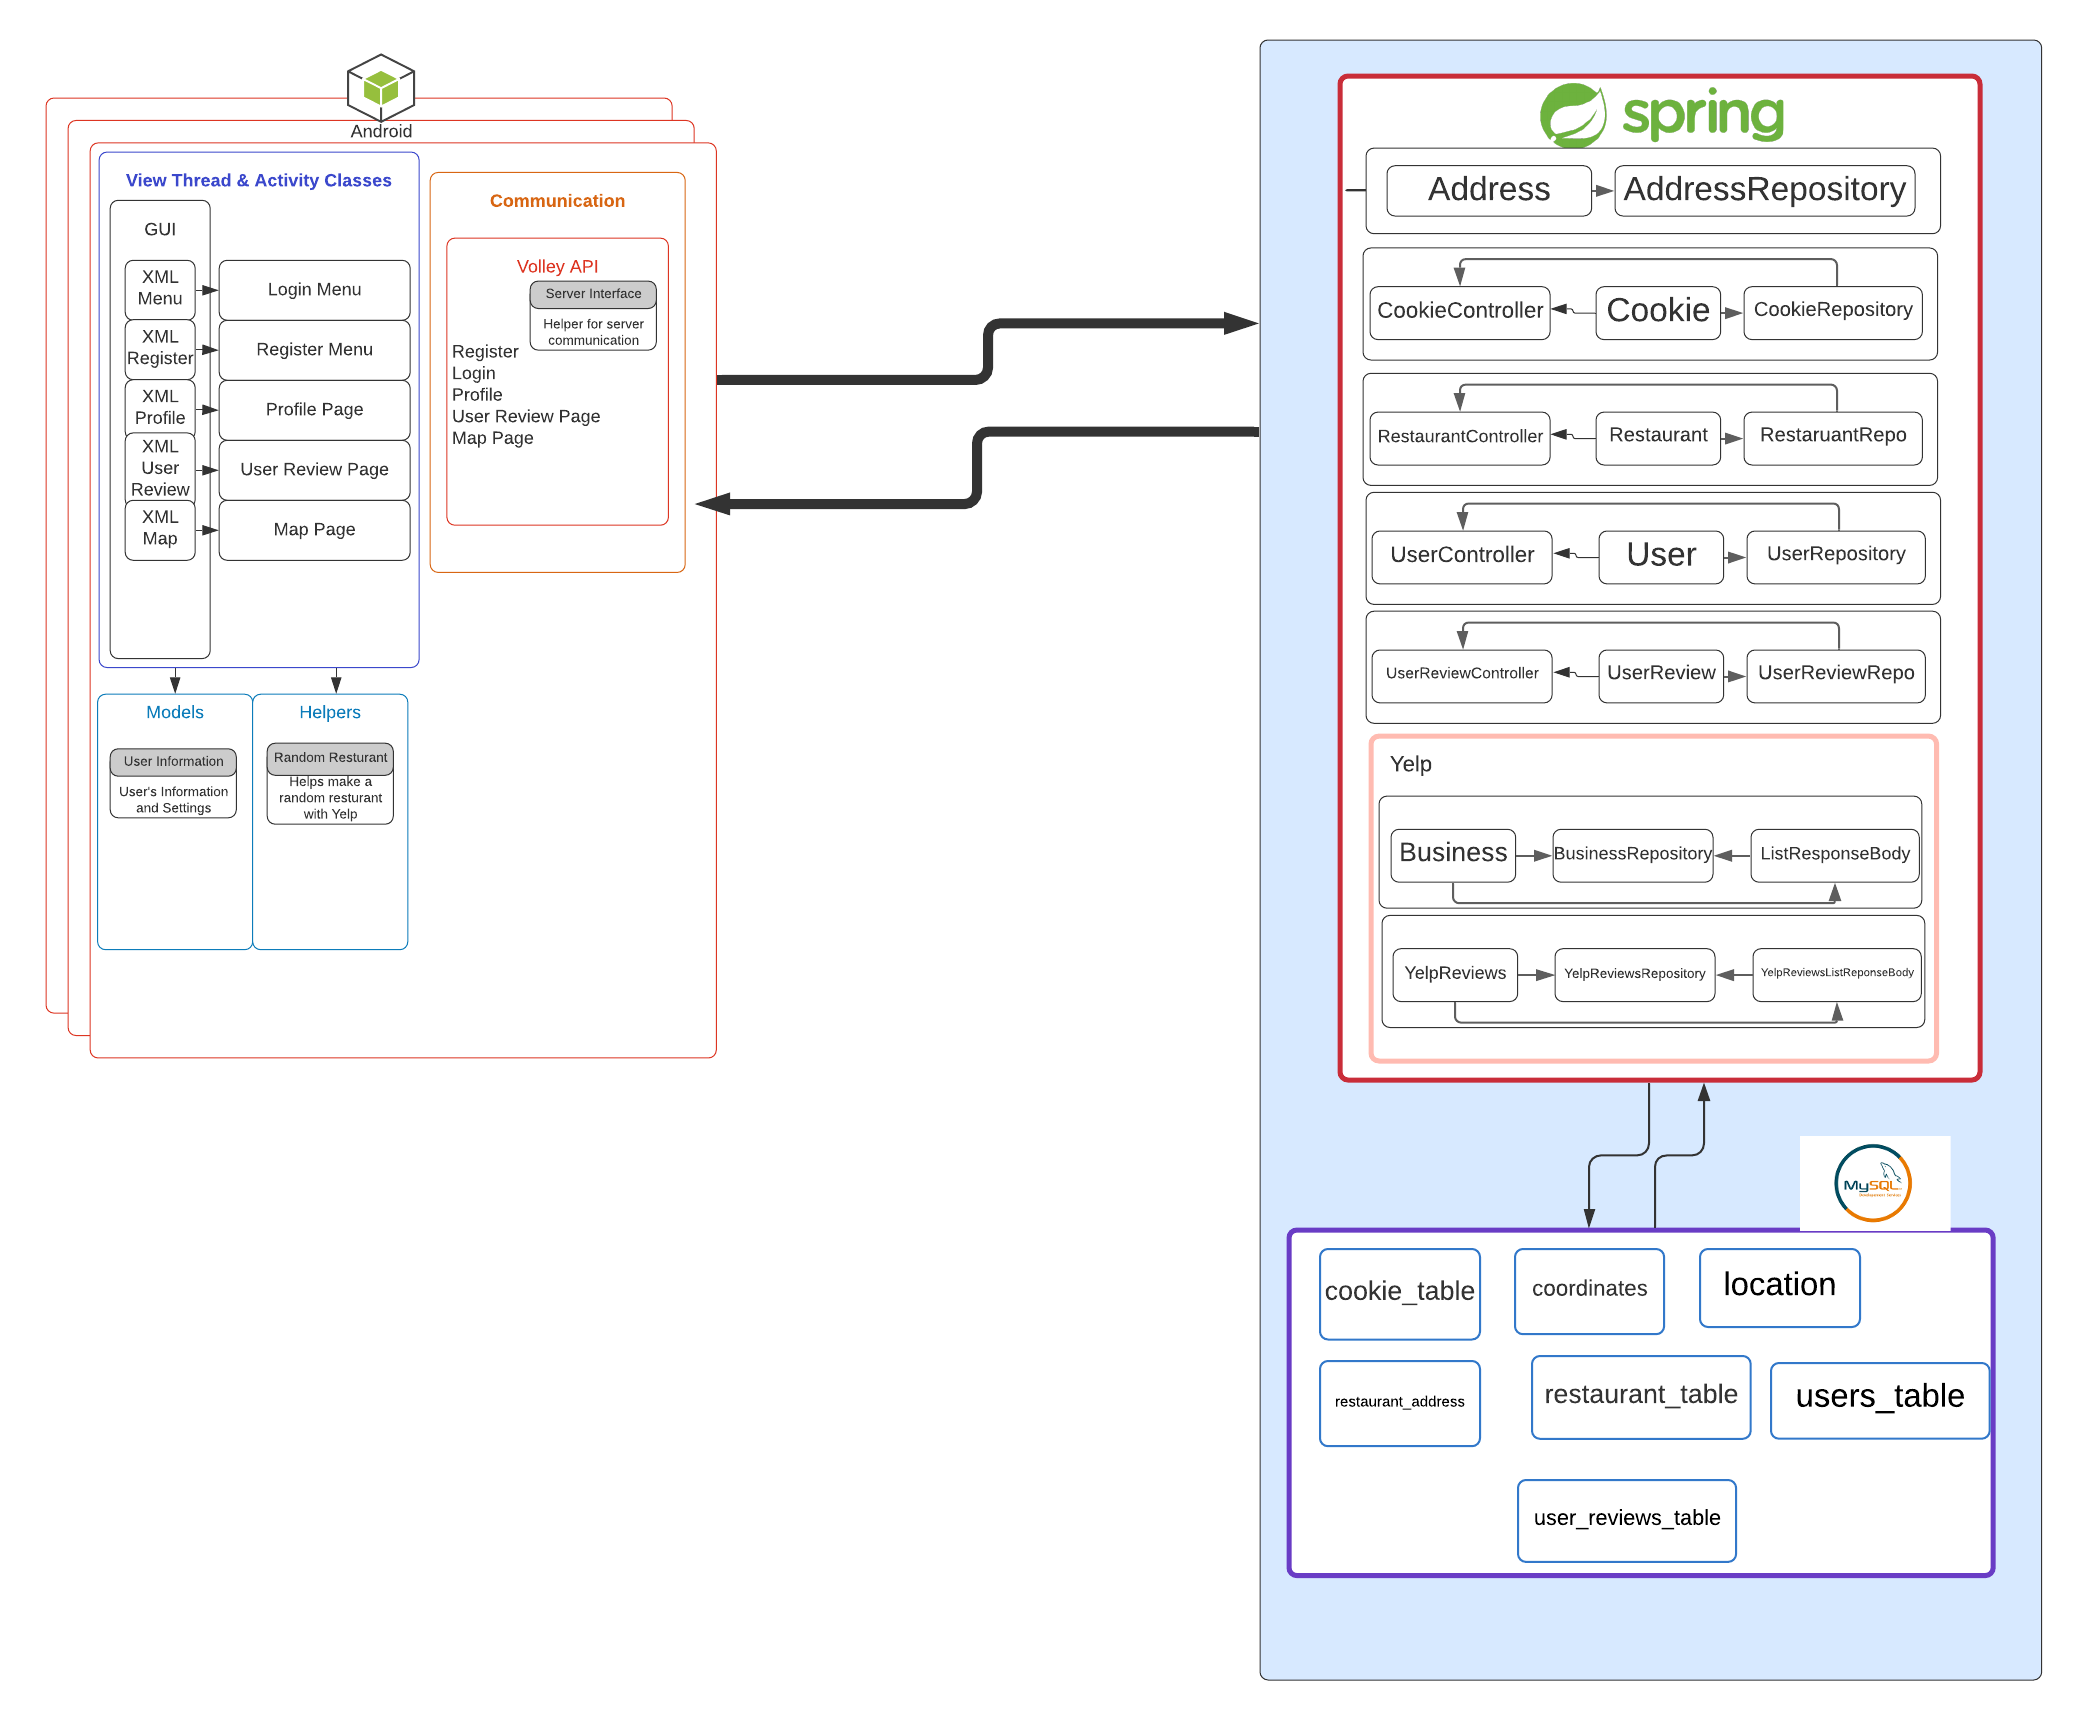 Android
View Thread & Activity Classes
GUI
XML
Menu
Login Menu
XML
Register
Register Menu
XML
Profile
Profile Page
XML
User
Review
User Review Page
XML
Map
Map Page
Communication
Volley API
Server Interface
Helper for server
communication
Register
Login
Profile
User Review Page
Map Page
Models
User Information
User's Information
and Settings
Helpers
Random Resturant
Helps make a
random resturant
with Yelp
spring
Address
AddressRepository
CookieController
Cookie
CookieRepository
RestaurantController
Restaurant
RestaruantRepo
UserController
User
UserRepository
UserReviewController
UserReview
UserReviewRepo
Yelp
Business
BusinessRepository
ListResponseBody
YelpReviews
YelpReviewsRepository
YelpReviewsListReponseBody
MySQL
cookie_table
coordinates
location
restaurant_address
restaurant_table
users_table
user_reviews_table